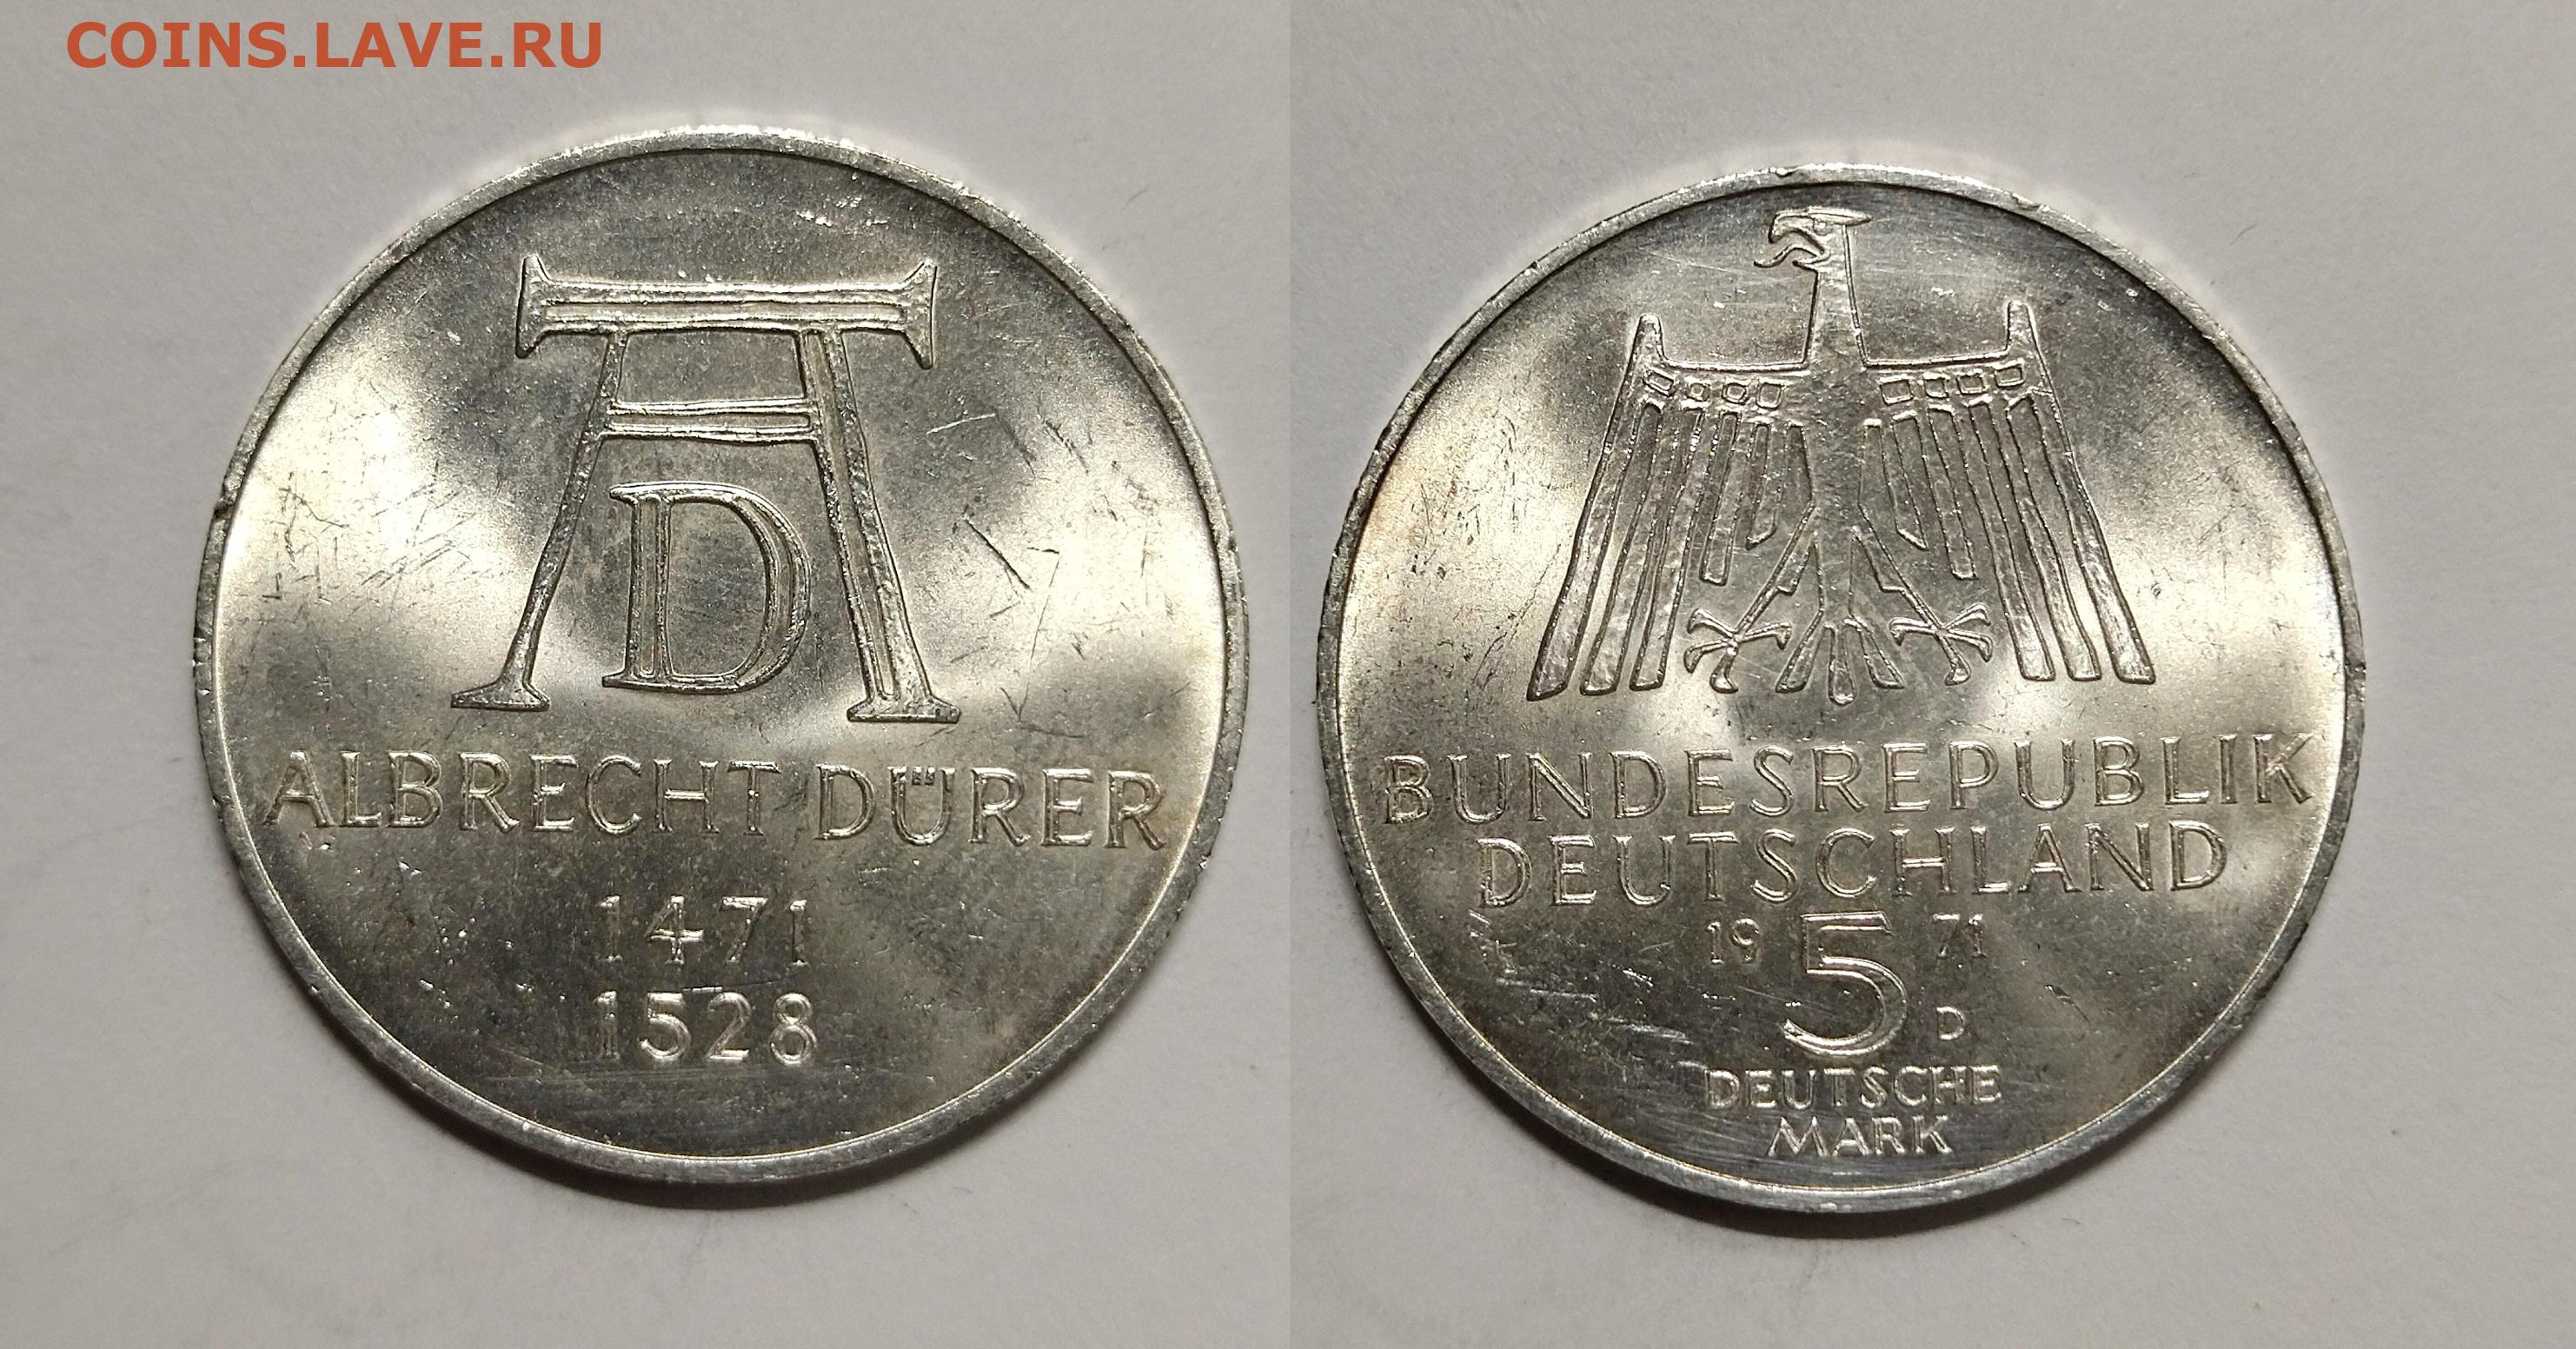 COINS.LAVE.RU
AD
ALBRECHT DÜRER
1471
1528
BUNDESREPUBLIK
DEUTSCHLAND
19 5 71
D
DEUTSCHE
MARK